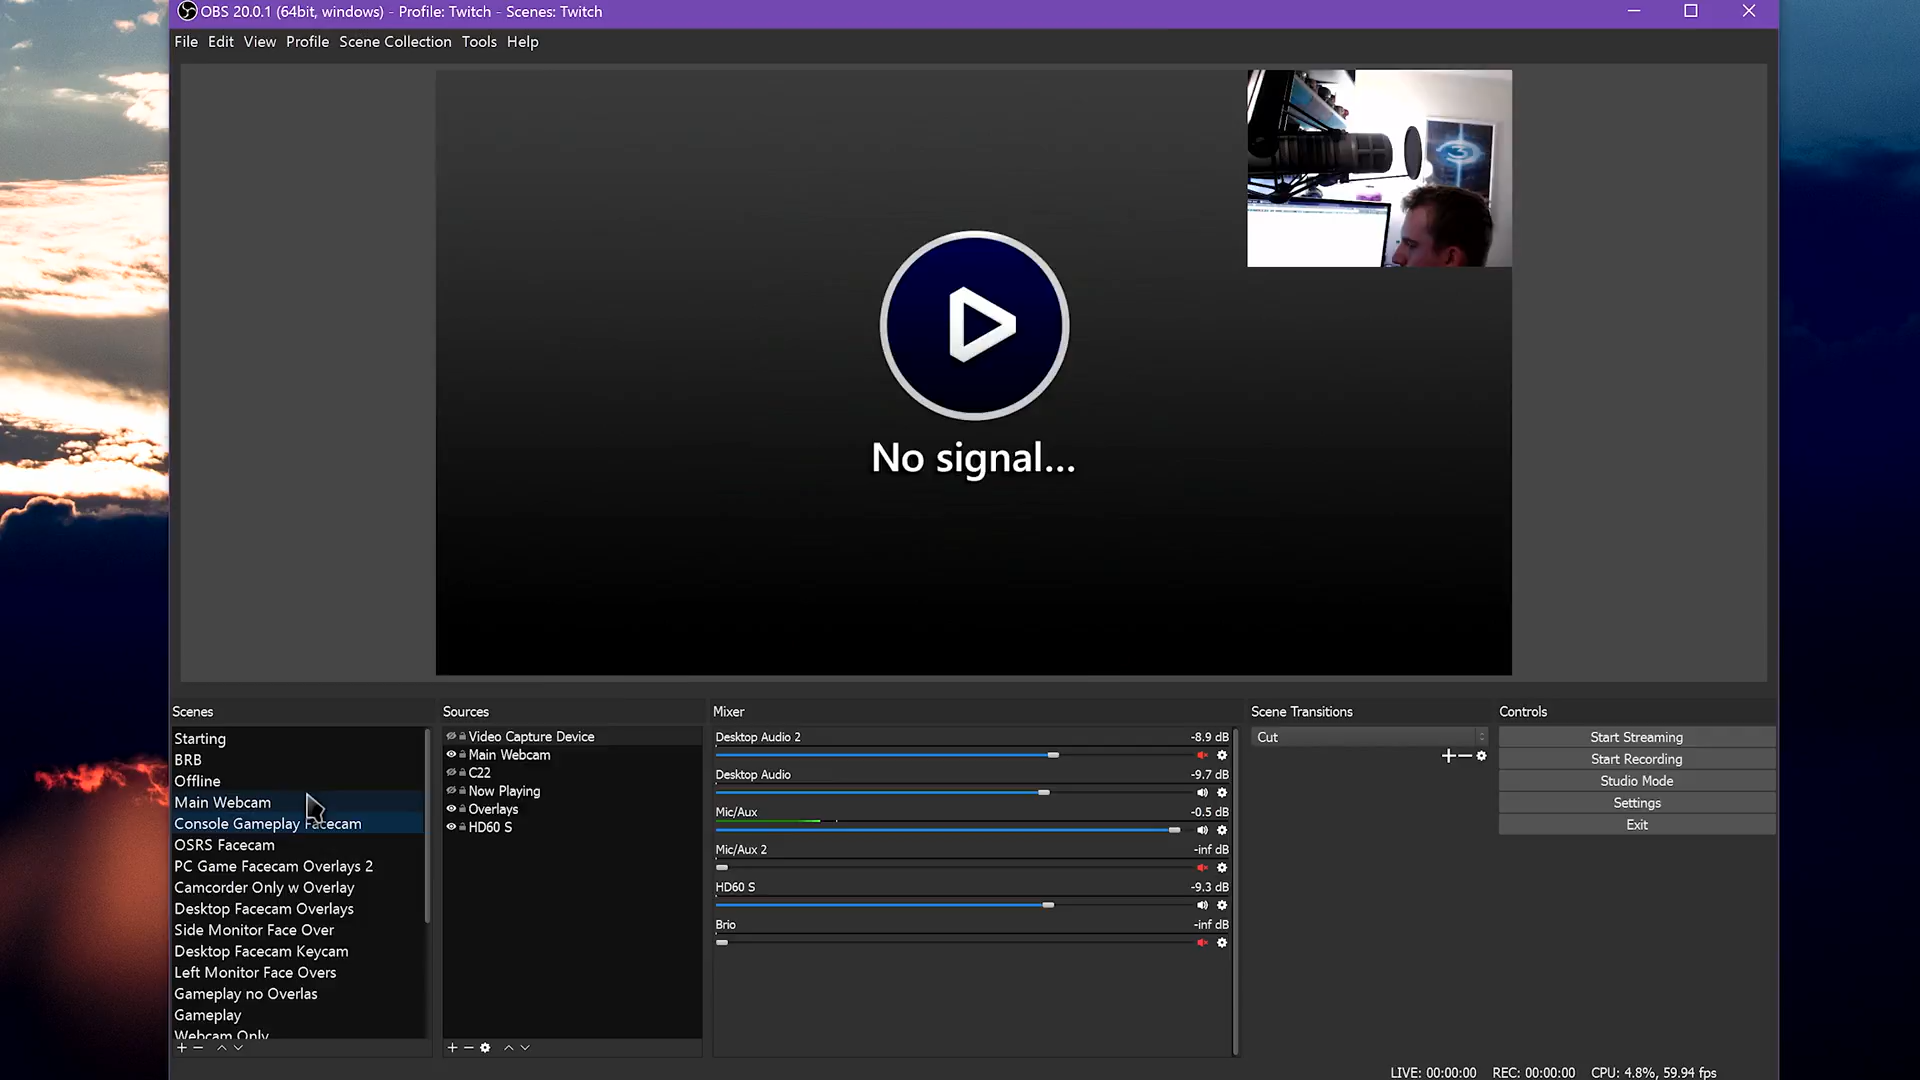 OBS 20.0.1 (64bit, windows) - Profile: Twitch - Scenes: Twitch
File Edit View Profile Scene Collection Tools Help
No signal...
Scenes
Starting
BRB
Offline
Main Webcam
Console Gameplay Facecam
OSRS Facecam
PC Game Facecam Overlays 2
Camcorder Only w Overlay
Desktop Facecam Overlays
Side Monitor Face Over
Desktop Facecam Keycam
Left Monitor Face Overs
Gameplay no Overlas
Gameplay
Webcam Only
Sources
Video Capture Device
Main Webcam
C22
Now Playing
Overlays
HD60 S
Mixer
Desktop Audio 2 -8.9 dB
Desktop Audio -9.7 dB
Mic/Aux -0.5 dB
Mic/Aux 2 -inf dB
HD60 S -9.3 dB
Brio -inf dB
Scene Transitions
Cut
Controls
Start Streaming
Start Recording
Studio Mode
Settings
Exit
LIVE: 00:00:00 REC: 00:00:00 CPU: 4.8%, 59.94 fps